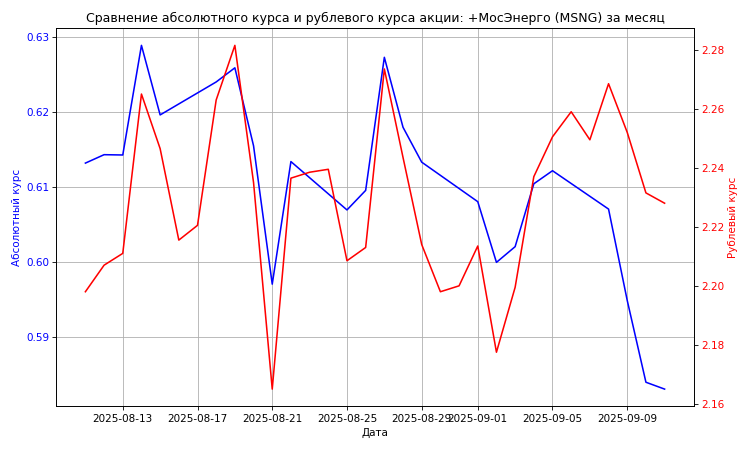 Сравнение абсолютного курса и рублевого курса акции: +МосЭнерго (MSNG) за месяц
0.63
0.62
0.61
0.60
0.59
Абсолютный курс
2.28
2.26
2.24
2.22
2.20
2.18
2.16
Рублевый курс
2025-08-13 2025-08-17 2025-08-21 2025-08-25 2025-08-29 2025-09-01 2025-09-05 2025-09-09
Дата